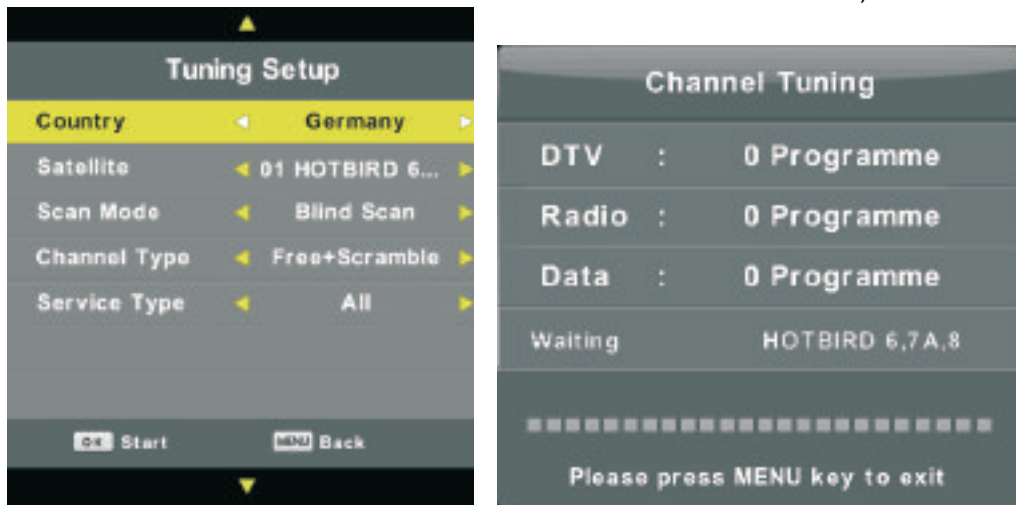 Tuning Setup
Country Germany
Satellite 01 HOTBIRD 6...
Scan Mode Blind Scan
Channel Type Free+Scramble
Service Type All
OK Start MENU Back
Channel Tuning
DTV : 0 Programme
Radio : 0 Programme
Data : 0 Programme
Waiting HOTBIRD 6,7A,8
Please press MENU key to exit